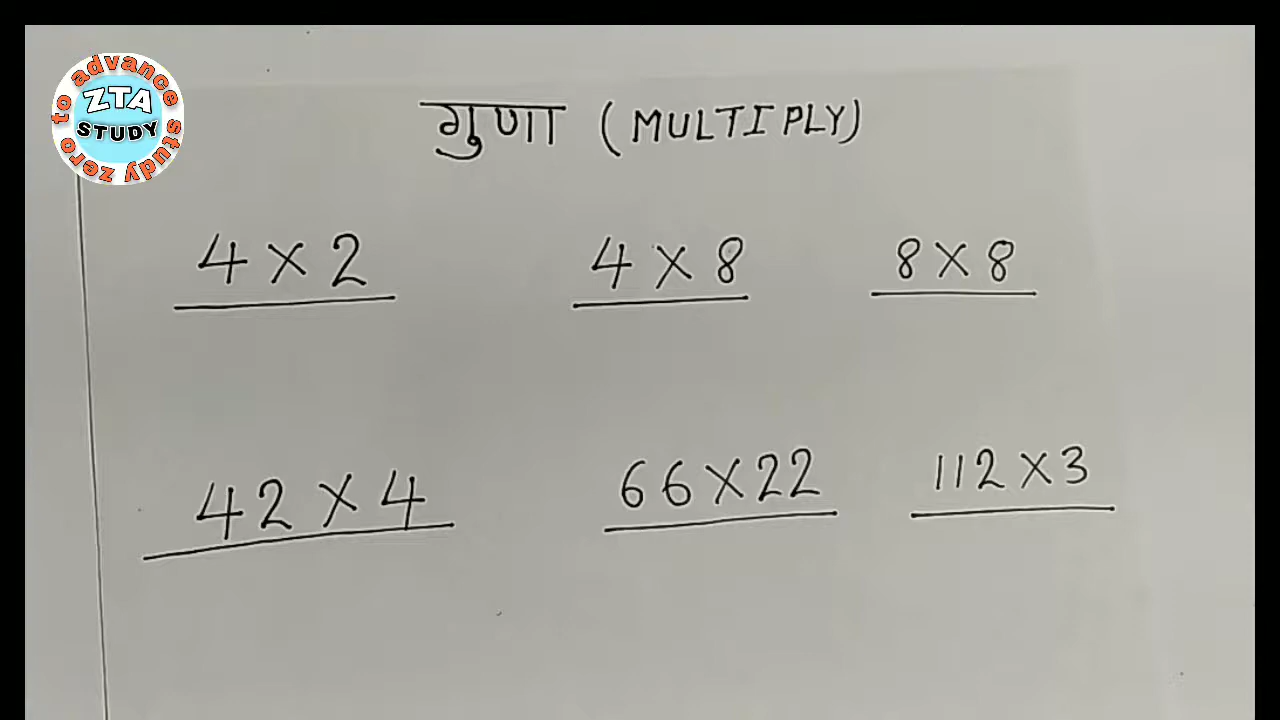 ZTA
STUDY
zero to advance study
गुणा (MULTIPLY)
4 × 2 4 × 8 8 × 8
42 × 4 66 × 22 112 × 3